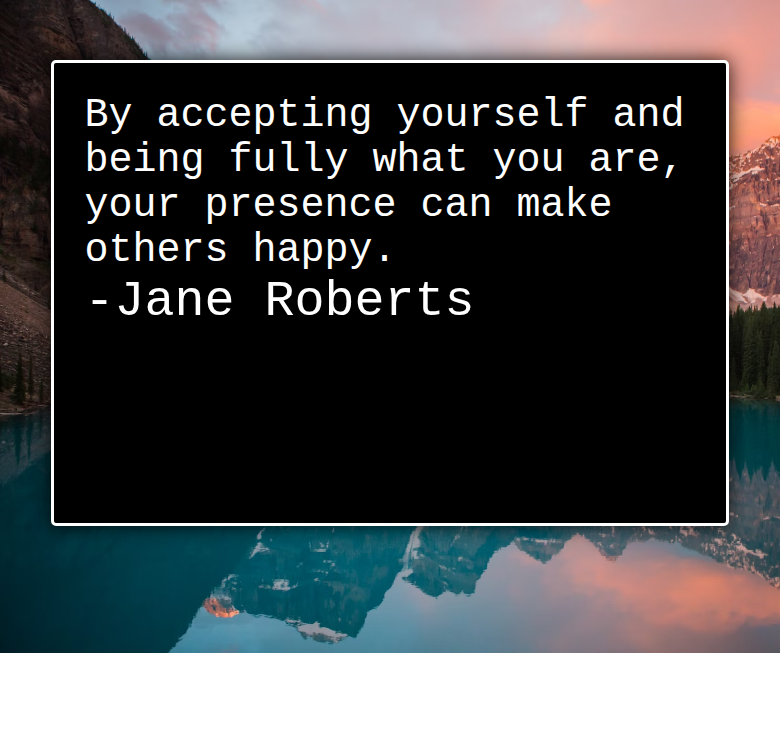 By accepting yourself and
being fully what you are,
your presence can make
others happy.
-Jane Roberts